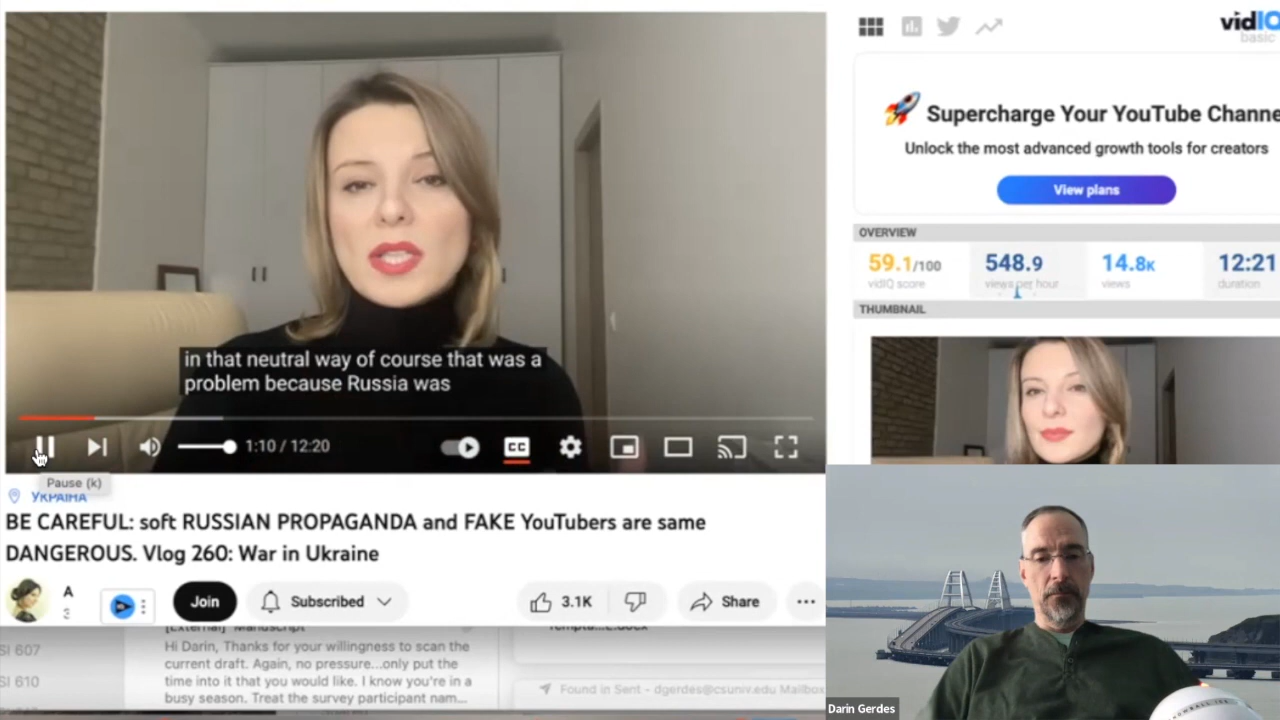 in that neutral way of course that was a
problem because Russia was
1:10 / 12:20
CC
Pause (k)
УКРАЇНА
BE CAREFUL: soft RUSSIAN PROPAGANDA and FAKE YouTubers are same
DANGEROUS. Vlog 260: War in Ukraine
A
3
Join
Subscribed
3.1K
Share
[External] Manuscript
SI 607
Hi Darin, Thanks for your willingness to scan the
current draft. Again, no pressure...only put the
SI 610
time into it that you would like. I know you're in a
busy season. Treat the survey participant nam...
Found in Sent - dgerdes@csuniv.edu Mailbox
vidIQ
basic
Supercharge Your YouTube Channe
Unlock the most advanced growth tools for creators
View plans
OVERVIEW
59.1/100
vidIQ score
548.9
views per hour
14.8K
views
12:21
duration
THUMBNAIL
Darin Gerdes